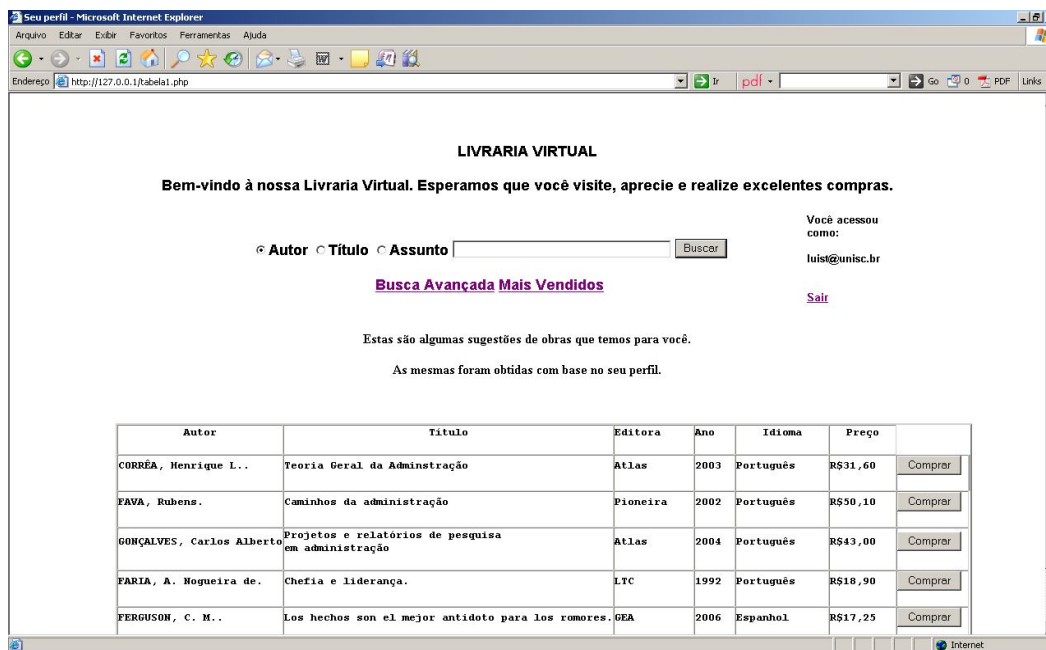 Seu perfil - Microsoft Internet Explorer
Arquivo Editar Exibir Favoritos Ferramentas Ajuda
Endereço http://127.0.0.1/tabela1.php Ir pdf Go 0 PDF Links
LIVRARIA VIRTUAL
Bem-vindo à nossa Livraria Virtual. Esperamos que você visite, aprecie e realize excelentes compras.
Você acessou
como:
Autor Título Assunto Buscar
luist@unisc.br
Busca Avançada Mais Vendidos
Sair
Estas são algumas sugestões de obras que temos para você.
As mesmas foram obtidas com base no seu perfil.
Autor Título Editora Ano Idioma Preço
CORRÊA, Henrique L.. Teoria Geral da Adminstração Atlas 2003 Português R$31,60 Comprar
FAVA, Rubens. Caminhos da administração Pioneira 2002 Português R$50,10 Comprar
GONÇALVES, Carlos Alberto Projetos e relatórios de pesquisa
em administração Atlas 2004 Português R$43,00 Comprar
FARIA, A. Nogueira de. Chefia e liderança. LTC 1992 Português R$18,90 Comprar
FERGUSON, C. M.. Los hechos son el mejor antidoto para los romores. GEA 2006 Espanhol R$17,25 Comprar
Internet